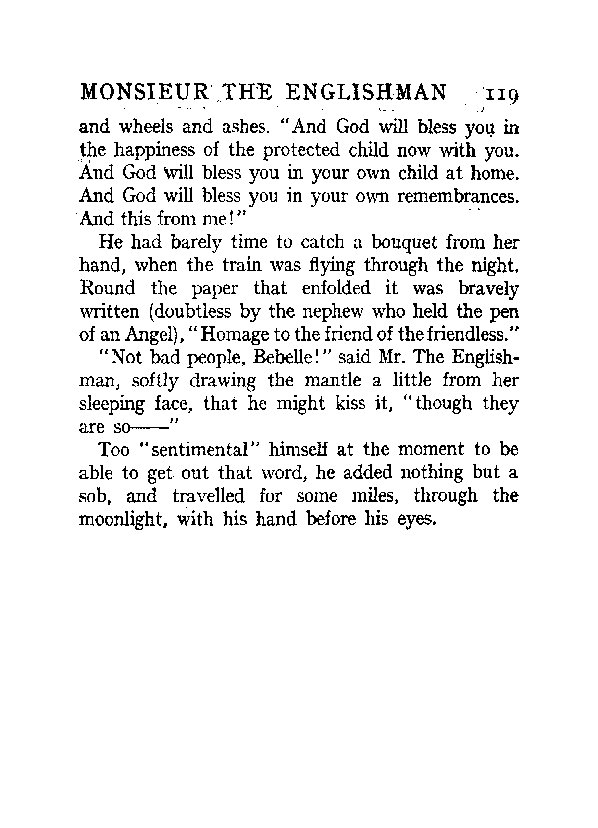 MONSIEUR THE ENGLISHMAN 119
and wheels and ashes. “And God will bless you in
the happiness of the protected child now with you.
And God will bless you in your own child at home.
And God will bless you in your own remembrances.
And this from me!”
He had barely time to catch a bouquet from her
hand, when the train was flying through the night.
Round the paper that enfolded it was bravely
written (doubtless by the nephew who held the pen
of an Angel), “Homage to the friend of the friendless.”
“Not bad people, Bebelle!” said Mr. The English-
man, softly drawing the mantle a little from her
sleeping face, that he might kiss it, “though they
are so——”
Too “sentimental” himself at the moment to be
able to get out that word, he added nothing but a
sob, and travelled for some miles, through the
moonlight, with his hand before his eyes.